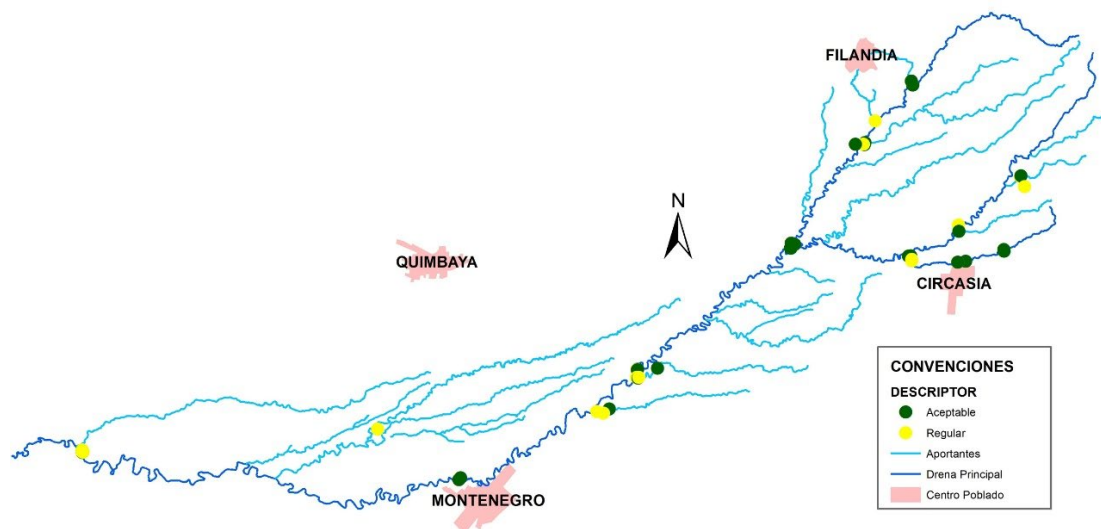 FILANDIA
N
QUIMBAYA
CIRCASIA
MONTENEGRO
CONVENCIONES
DESCRIPTOR
Aceptable
Regular
Aportantes
Drena Principal
Centro Poblado